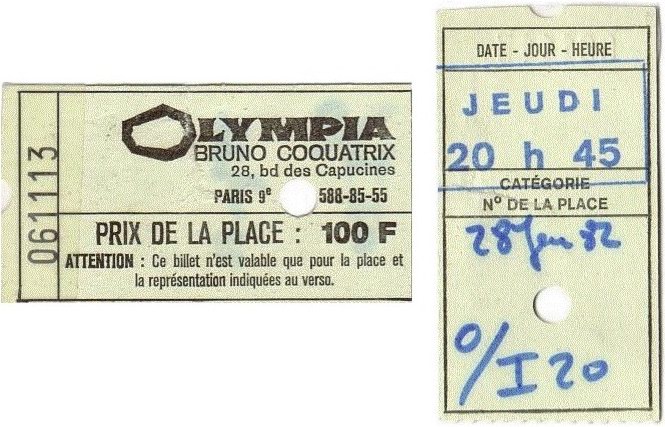 061113
OLYMPIA
BRUNO COQUATRIX
28, bd des Capucines
PARIS 9e 588-85-55
PRIX DE LA PLACE : 100 F
ATTENTION : Ce billet n'est valable que pour la place et
la représentation indiquées au verso.
DATE - JOUR - HEURE
JEUDI
20 h 45
CATÉGORIE
No DE LA PLACE
28 Jan 82
O/I20